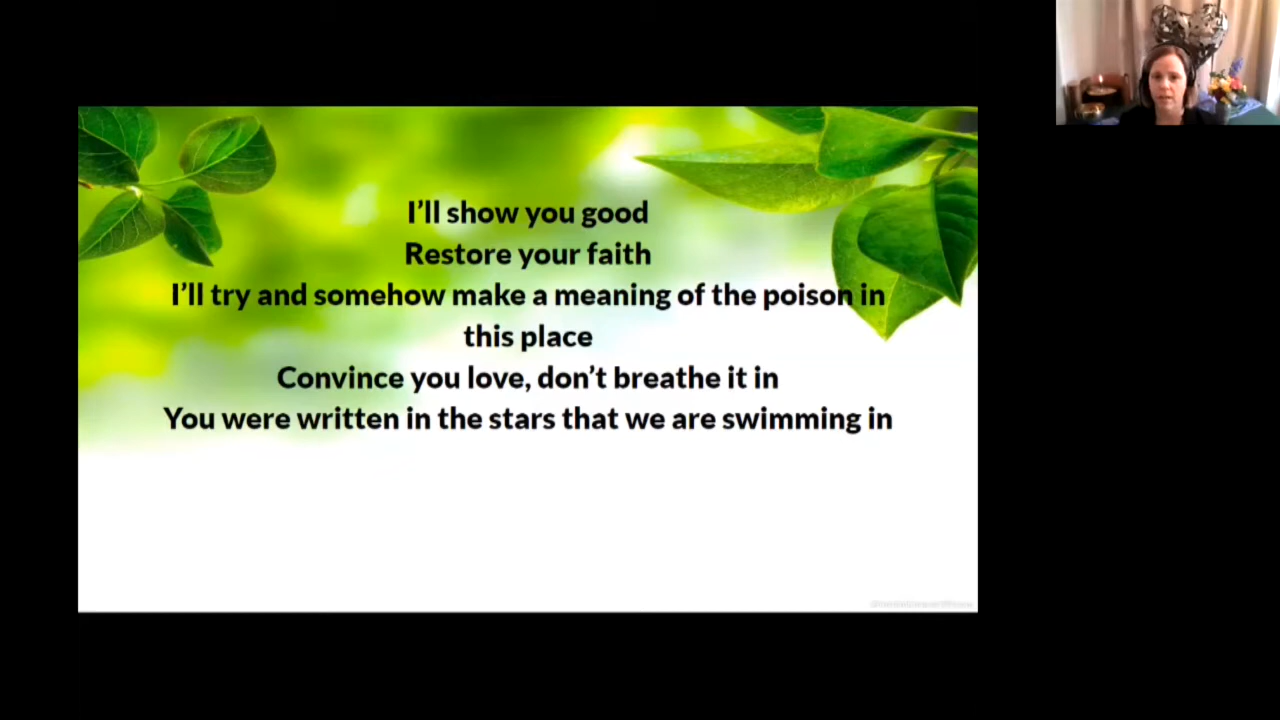 I’ll show you good
Restore your faith
I’ll try and somehow make a meaning of the poison in
this place
Convince you love, don’t breathe it in
You were written in the stars that we are swimming in